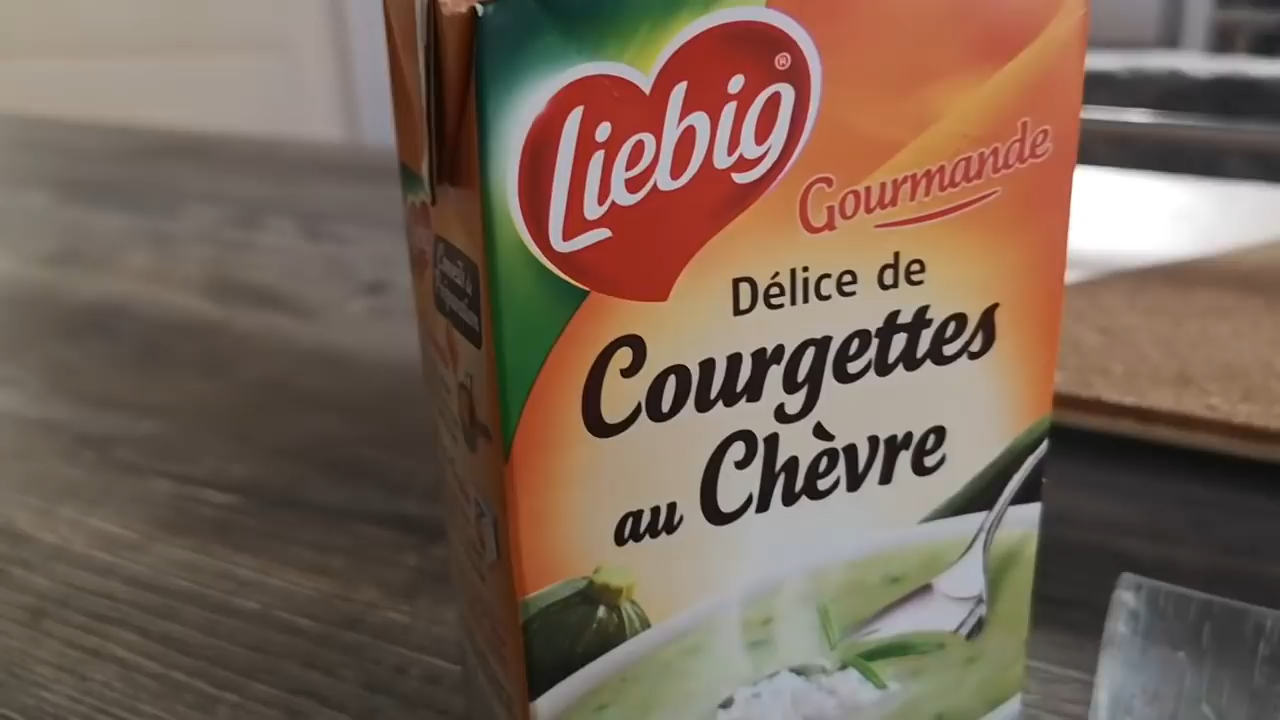 Liebig®
Gourmande
Délice de
Courgettes
au Chèvre